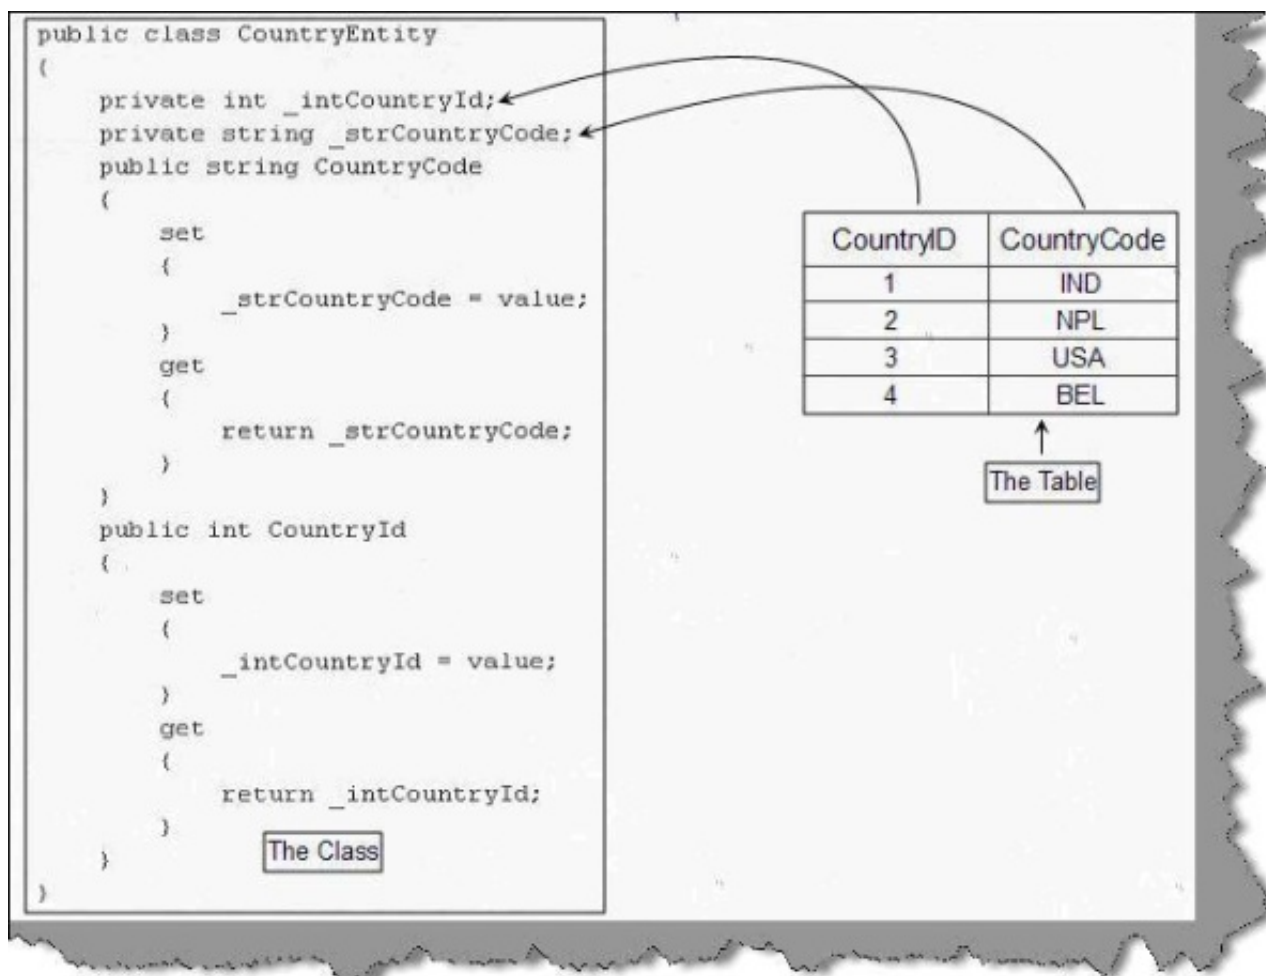 public class CountryEntity
{
private int _intCountryId;
private string _strCountryCode;
public string CountryCode
{
set
{
_strCountryCode = value;
}
get
{
return _strCountryCode;
}
}
public int CountryId
{
set
{
_intCountryId = value;
}
get
{
return _intCountryId;
}
}
}
The Class
CountryID CountryCode
1 IND
2 NPL
3 USA
4 BEL
The Table